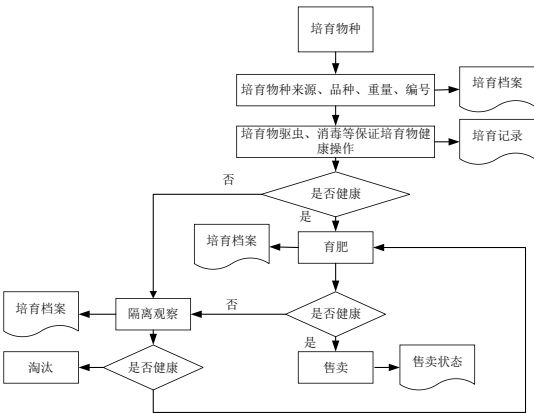 培育物种
培育物种来源、品种、重量、编号
培育档案
培育物驱虫、消毒等保证培育物健
康操作
培育记录
否
是否健康
是
培育档案
育肥
培育档案
隔离观察
否
是否健康
是
淘汰
是否健康
售卖
售卖状态